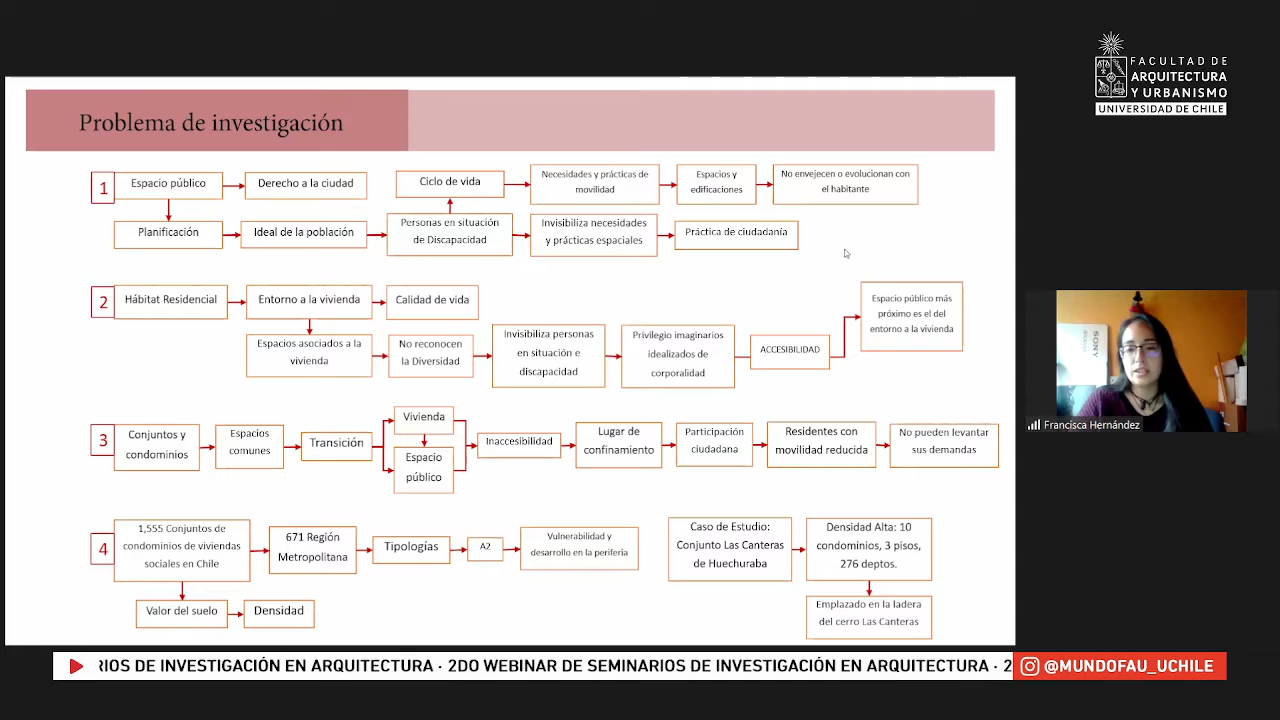 FACULTAD DE
ARQUITECTURA
Y URBANISMO
UNIVERSIDAD DE CHILE
Problema de investigación
1
Espacio público
Derecho a la ciudad
Planificación
Ideal de la población
Ciclo de vida
Personas en situación
de Discapacidad
Necesidades y prácticas de
movilidad
Espacios y
edificaciones
No envejecen o evolucionan con
el habitante
Invisibiliza necesidades
y prácticas espaciales
Práctica de ciudadanía
2
Hábitat Residencial
Entorno a la vivienda
Calidad de vida
Espacios asociados a la
vivienda
No reconocen
la Diversidad
Invisibiliza personas
en situación e
discapacidad
Privilegio imaginarios
idealizados de
corporalidad
ACCESIBILIDAD
Espacio público más
próximo es el del
entorno a la vivienda
3
Conjuntos y
condominios
Espacios
comunes
Transición
Vivienda
Espacio
público
Inaccesibilidad
Lugar de
confinamiento
Participación
ciudadana
Residentes con
movilidad reducida
No pueden levantar
sus demandas
4
1,555 Conjuntos de
condominios de viviendas
sociales en Chile
671 Región
Metropolitana
Tipologías
A2
Vulnerabilidad y
desarrollo en la periferia
Valor del suelo
Densidad
Caso de Estudio:
Conjunto Las Canteras
de Huechuraba
Densidad Alta: 10
condominios, 3 pisos,
276 deptos.
Emplazado en la ladera
del cerro Las Canteras
SONY
Francisca Hernández
RIOS DE INVESTIGACIÓN EN ARQUITECTURA · 2DO WEBINAR DE SEMINARIOS DE INVESTIGACIÓN EN ARQUITECTURA · 2
@MUNDOFAU_UCHILE